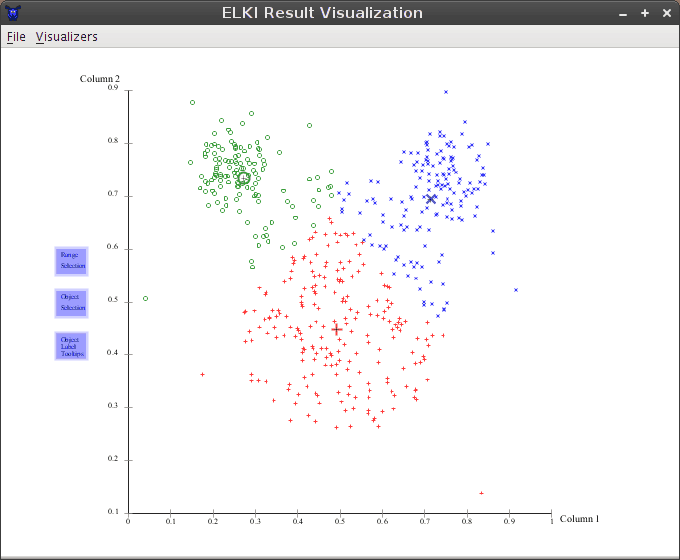 ELKI Result Visualization
File Visualizers
Column 2
0.9
0.8
0.7
0.6
0.5
0.4
0.3
0.2
0.1
Range
Selection
Object
Selection
Object
Label
Tooltips
0 0.1 0.2 0.3 0.4 0.5 0.6 0.7 0.8 0.9 1
Column 1